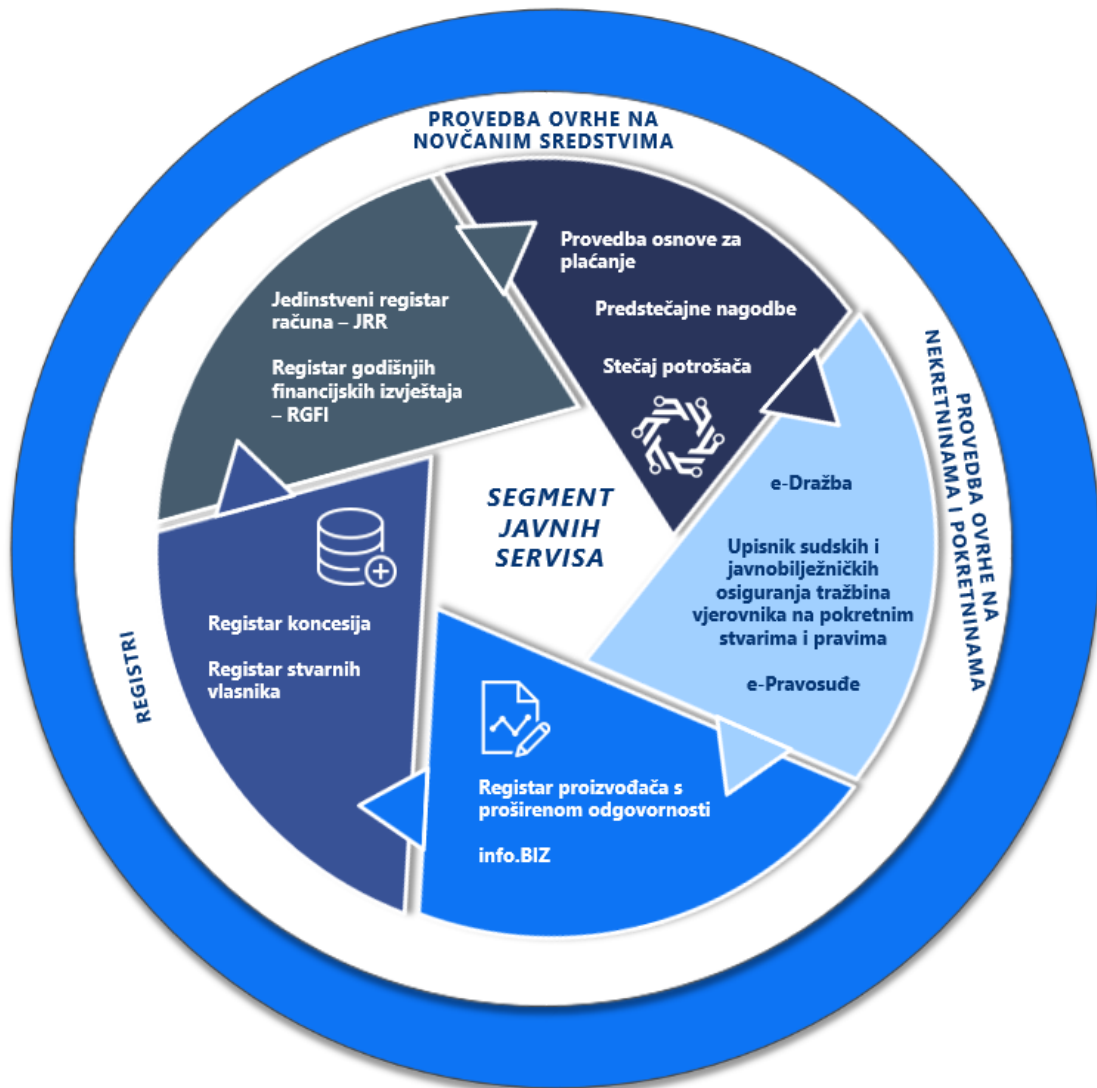 PROVEDBA OVRHE NA
NOVČANIM SREDSTVIMA
Provedba osnove za
plaćanje
Predstečajne nagodbe
Stečaj potrošača
PROVEDBA OVRHE NA
NEKRETNINAMA I POKRETNINAMA
e-Dražba
Upisnik sudskih i
javnobilježničkih
osiguranja tražbina
vjerovnika na pokretnim
stvarima i pravima
e-Pravosuđe
Registar proizvođača s
proširenom odgovornosti
info.BIZ
REGISTRI
Registar koncesija
Registar stvarnih
vlasnika
Jedinstveni registar
računa – JRR
Registar godišnjih
financijskih izvještaja
– RGFI
SEGMENT
JAVNIH
SERVISA